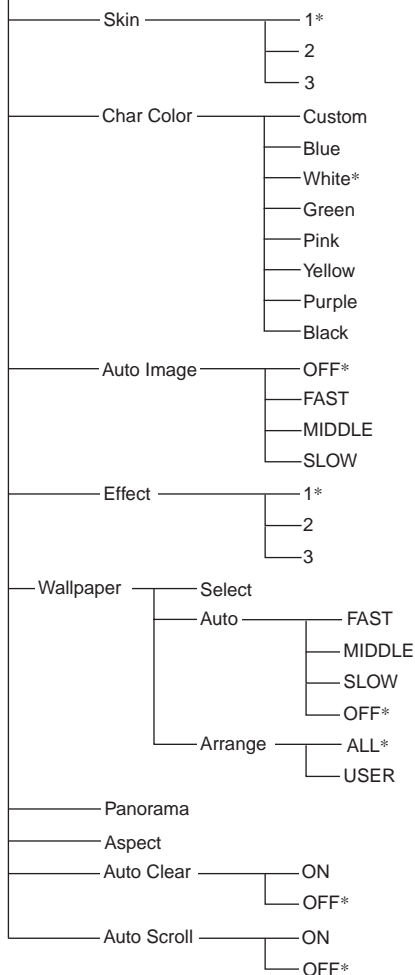 Skin 1*
2
3
Char Color Custom
Blue
White*
Green
Pink
Yellow
Purple
Black
Auto Image OFF*
FAST
MIDDLE
SLOW
Effect 1*
2
3
Wallpaper Select
Auto FAST
MIDDLE
SLOW
OFF*
Arrange ALL*
USER
Panorama
Aspect
Auto Clear ON
OFF*
Auto Scroll ON
OFF*